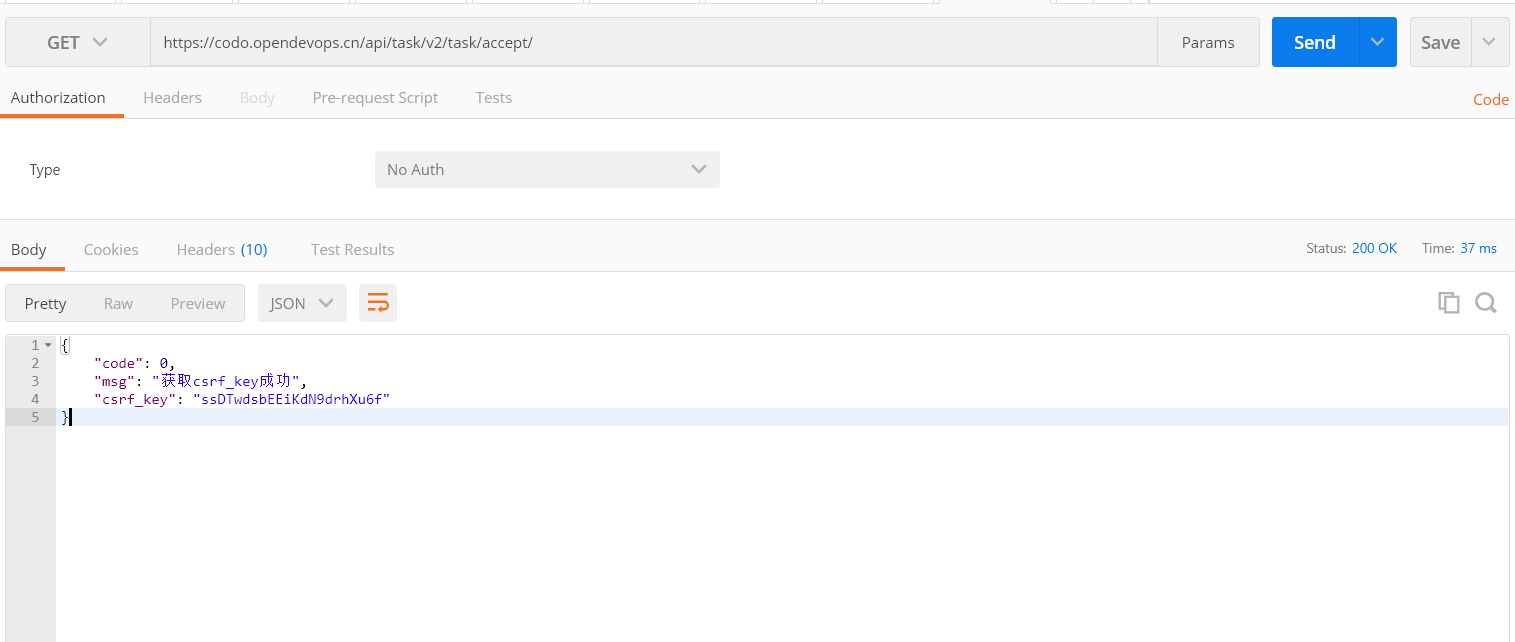 GET https://codo.opendevops.cn/api/task/v2/task/accept/ Params Send Save
Authorization Headers Body Pre-request Script Tests Code
Type No Auth
Body Cookies Headers (10) Test Results Status: 200 OK Time: 37 ms
Pretty Raw Preview JSON
1 {
2 "code": 0,
3 "msg": "获取csrf_key成功",
4 "csrf_key": "ssDTwdsbEEiKdN9drhXu6f"
5 }